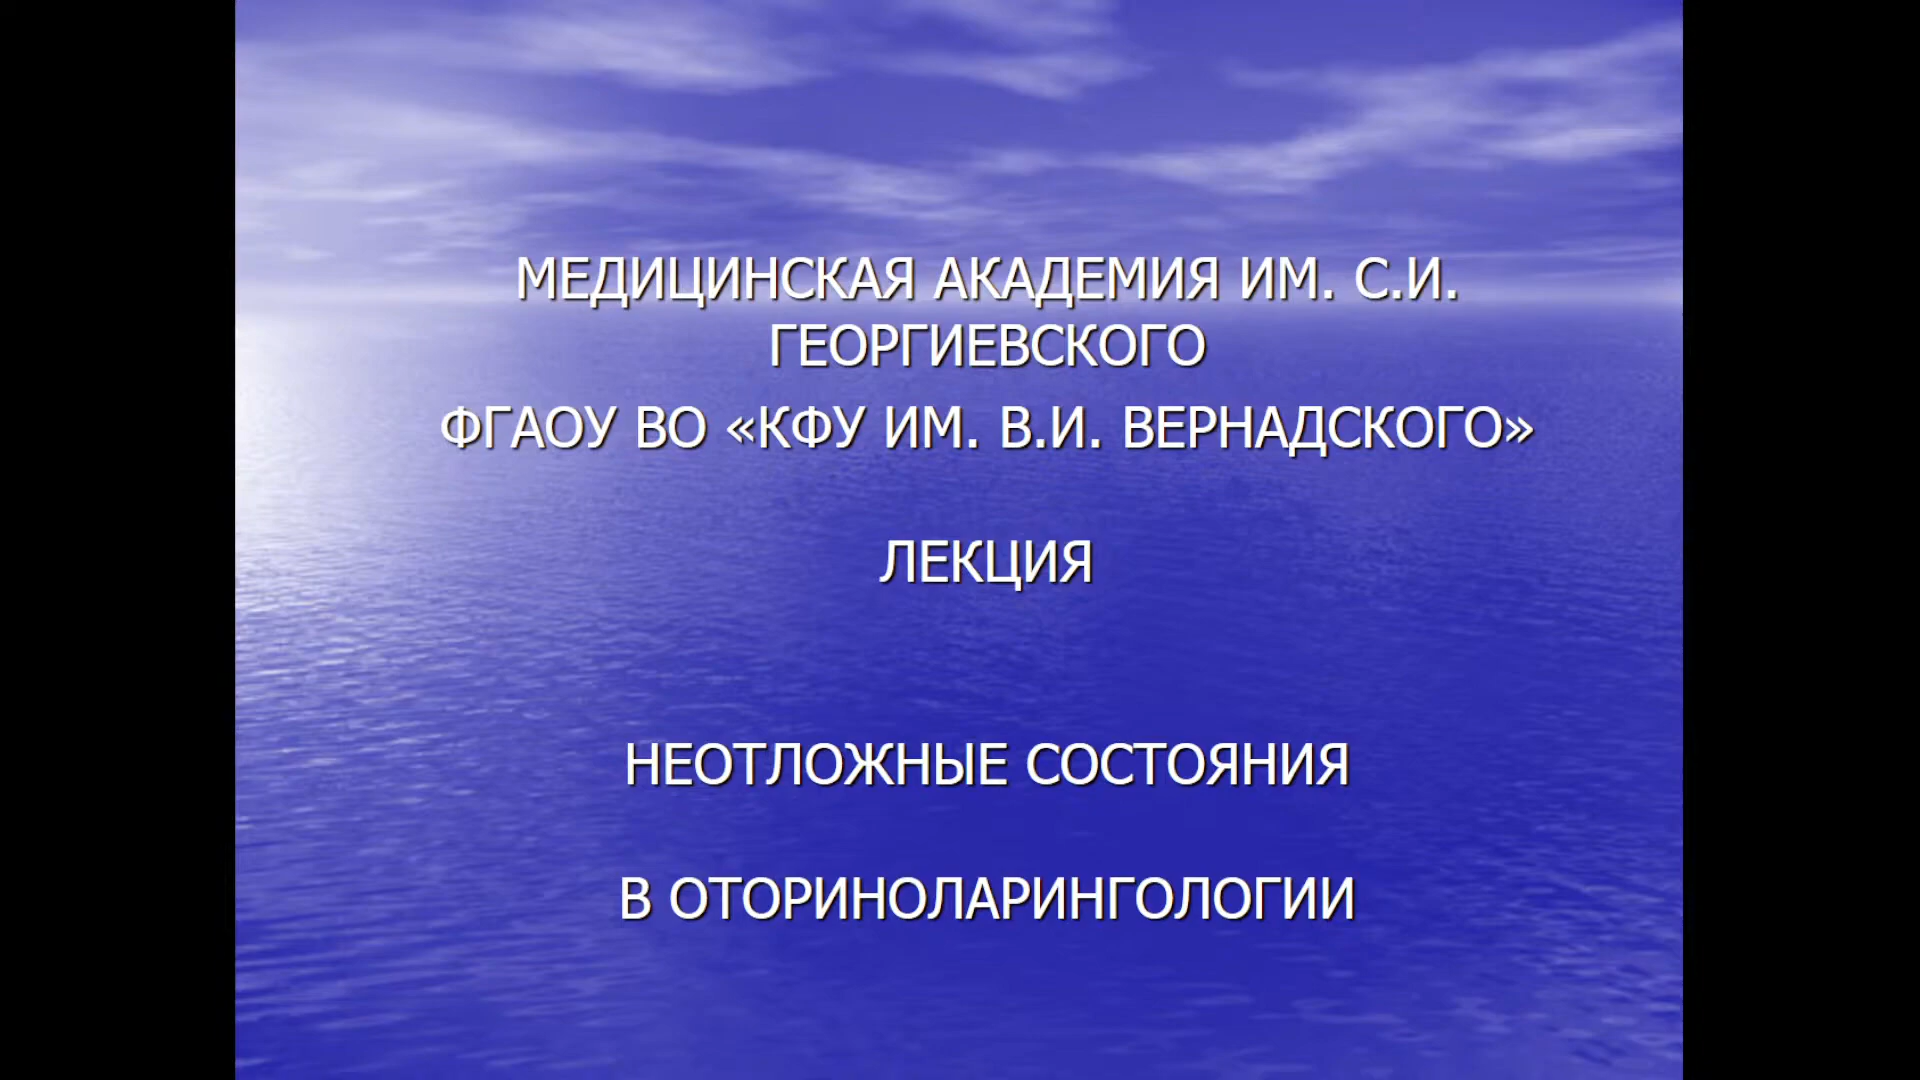 МЕДИЦИНСКАЯ АКАДЕМИЯ ИМ. С.И.
ГЕОРГИЕВСКОГО
ФГАОУ ВО «КФУ ИМ. В.И. ВЕРНАДСКОГО»
ЛЕКЦИЯ
НЕОТЛОЖНЫЕ СОСТОЯНИЯ
В ОТОРИНОЛАРИНГОЛОГИИ